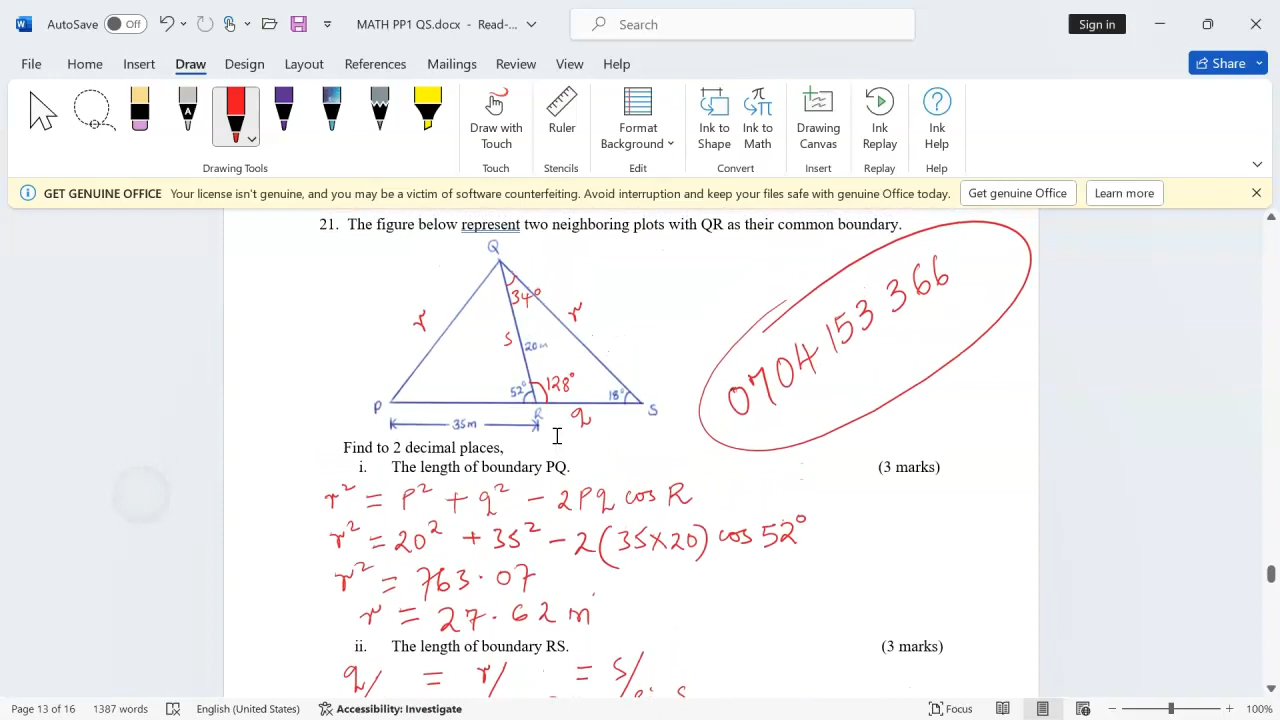 AutoSave Off MATH PP1 QS.docx - Read-... Search Sign in
File Home Insert Draw Design Layout References Mailings Review View Help Share
Draw with Touch Ruler Format Background Ink to Shape Ink to Math Drawing Canvas Ink Replay Ink Help
Drawing Tools Touch Stencils Edit Convert Insert Replay Help
GET GENUINE OFFICE Your license isn't genuine, and you may be a victim of software counterfeiting. Avoid interruption and keep your files safe with genuine Office today. Get genuine Office Learn more
21. The figure below represent two neighboring plots with QR as their common boundary.
Q
34°
r r
s 20m
52° 128° 18°
P R q S
35m
0704 153 366
Find to 2 decimal places,
i. The length of boundary PQ. (3 marks)
r² = p² + q² - 2pq cos R
r² = 20² + 35² - 2(35×20) cos 52°
r² = 763.07
r = 27.62 m
ii. The length of boundary RS. (3 marks)
q/ = r/ = s/
Page 13 of 16 1387 words English (United States) Accessibility: Investigate Focus 100%